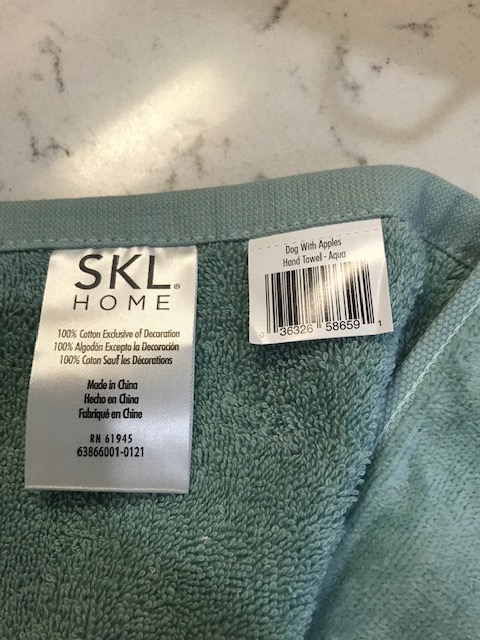 SKL®
HOME
100% Cotton Exclusive of Decoration
100% Algodón Excepto la Decoración
100% Coton Sauf les Décorations
Made in China
Hecho en China
Fabriqué en Chine
RN 61945
63866001-0121
Dog With Apples
Hand Towel - Aqua
0 36326 58659 1